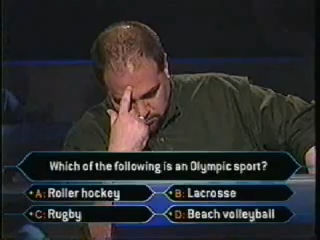 Which of the following is an Olympic sport?
A: Roller hockey
B: Lacrosse
C: Rugby
D: Beach volleyball